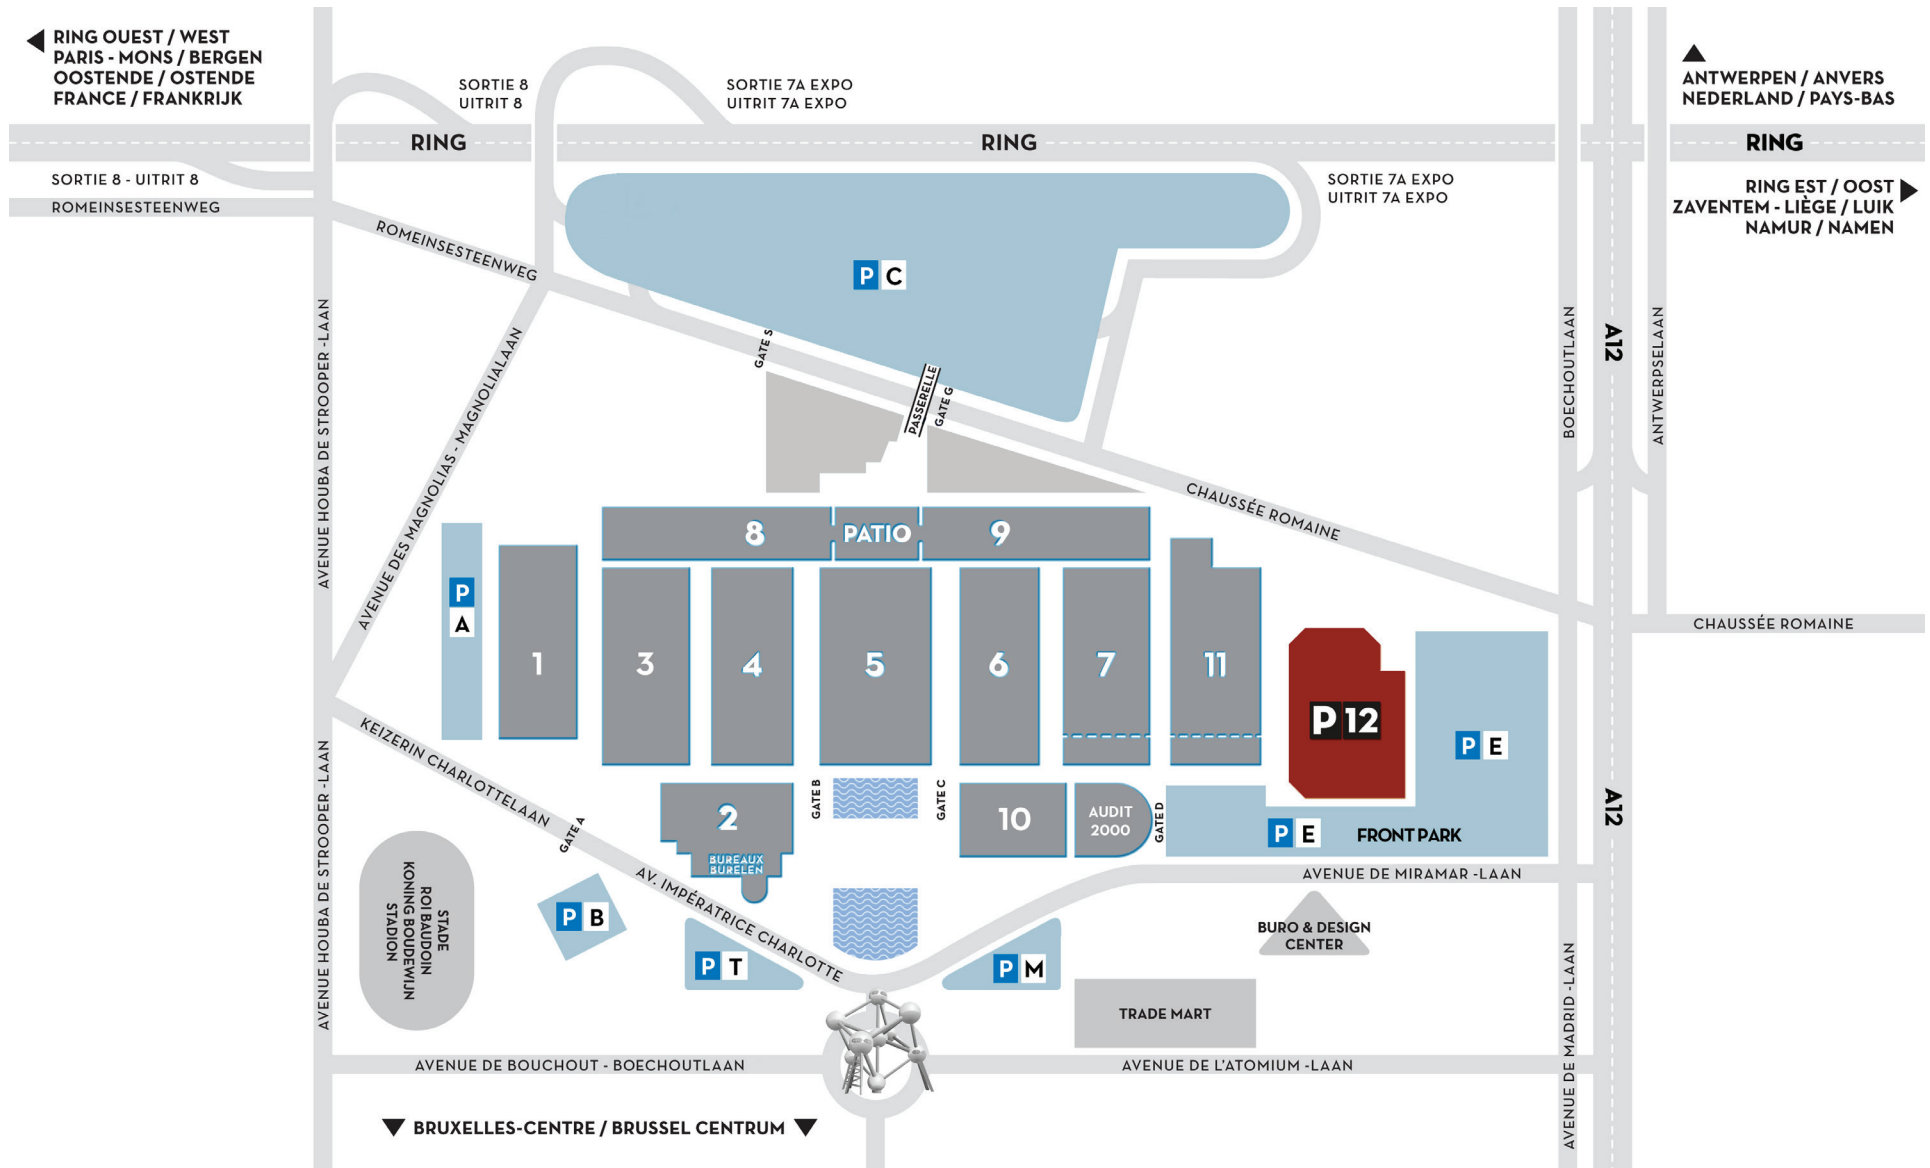 RING OUEST / WEST
PARIS - MONS / BERGEN
OOSTENDE / OSTENDE
FRANCE / FRANKRIJK
SORTIE 8
UITRIT 8
SORTIE 7A EXPO
UITRIT 7A EXPO
ANTWERPEN / ANVERS
NEDERLAND / PAYS-BAS
RING
RING
RING
SORTIE 8 - UITRIT 8
ROMEINSESTEENWEG
SORTIE 7A EXPO
UITRIT 7A EXPO
RING EST / OOST
ZAVENTEM - LIÈGE / LUIK
NAMUR / NAMEN
ROMEINSESTEENWEG
P C
AVENUE HOUBA DE STROOPER -LAAN
AVENUE DES MAGNOLIAS - MAGNOLIALAAN
GATE S
PASSERELLE
GATE G
BOECHOUTLAAN
A12
ANTWERPSELAAN
CHAUSSÉE ROMAINE
CHAUSSÉE ROMAINE
8
PATIO
9
P
A
1
3
4
5
6
7
11
P 12
P E
KEIZERIN CHARLOTTELAAN
AVENUE HOUBA DE STROOPER -LAAN
GATE A
2
BUREAUX
BURELEN
GATE B
GATE C
10
AUDIT
2000
GATE D
P E
FRONT PARK
A12
AVENUE DE MIRAMAR -LAAN
AV. IMPÉRATRICE CHARLOTTE
STADE
ROI BAUDOIN
KONING BOUDEWIJN
STADION
P B
P T
P M
BURO & DESIGN
CENTER
TRADE MART
AVENUE DE MADRID -LAAN
AVENUE DE BOUCHOUT - BOECHOUTLAAN
AVENUE DE L'ATOMIUM -LAAN
BRUXELLES-CENTRE / BRUSSEL CENTRUM